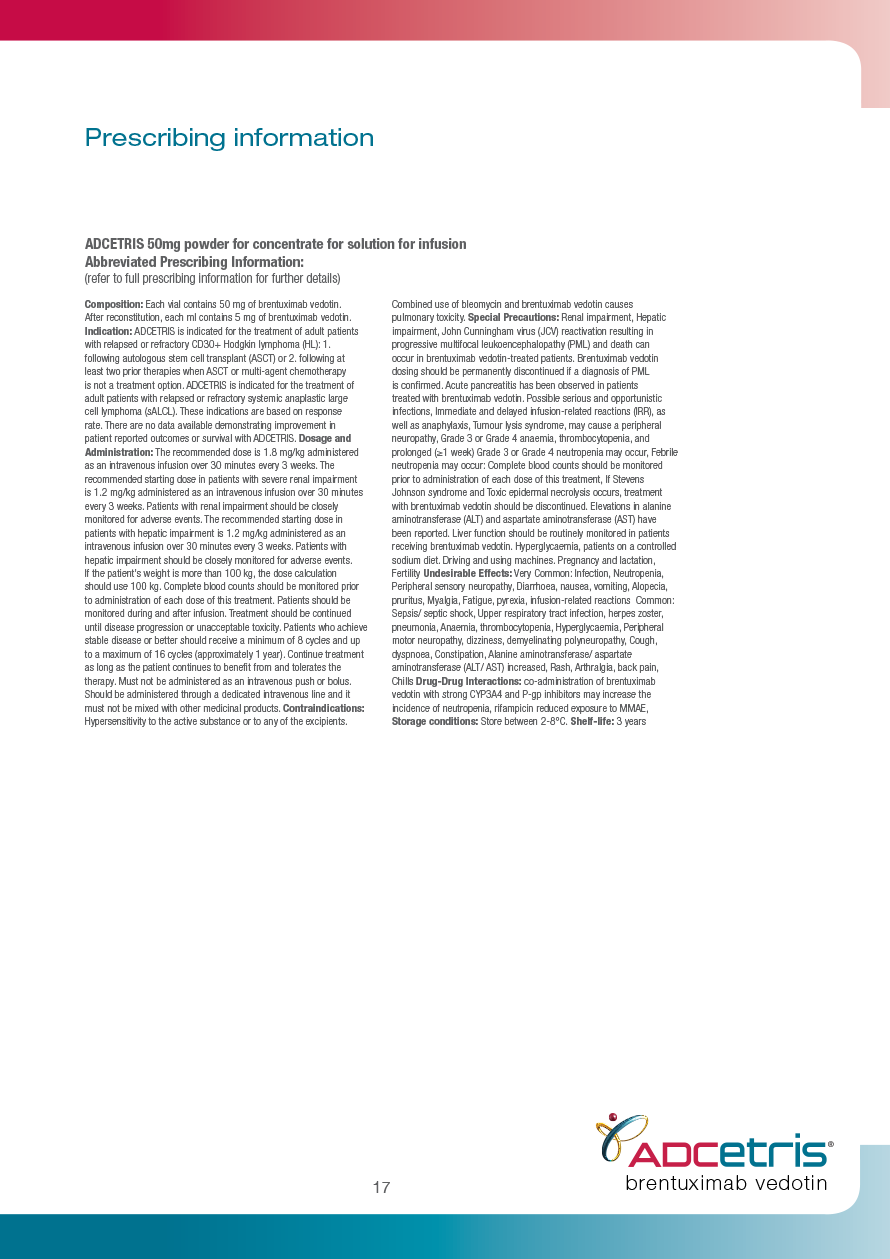 Prescribing information
ADCETRIS 50mg powder for concentrate for solution for infusion
Abbreviated Prescribing Information:
(refer to full prescribing information for further details)
Composition: Each vial contains 50 mg of brentuximab vedotin.
After reconstitution, each ml contains 5 mg of brentuximab vedotin.
Indication: ADCETRIS is indicated for the treatment of adult patients
with relapsed or refractory CD30+ Hodgkin lymphoma (HL): 1.
following autologous stem cell transplant (ASCT) or 2. following at
least two prior therapies when ASCT or multi-agent chemotherapy
is not a treatment option. ADCETRIS is indicated for the treatment of
adult patients with relapsed or refractory systemic anaplastic large
cell lymphoma (sALCL). These indications are based on response
rate. There are no data available demonstrating improvement in
patient reported outcomes or survival with ADCETRIS. Dosage and
Administration: The recommended dose is 1.8 mg/kg administered
as an intravenous infusion over 30 minutes every 3 weeks. The
recommended starting dose in patients with severe renal impairment
is 1.2 mg/kg administered as an intravenous infusion over 30 minutes
every 3 weeks. Patients with renal impairment should be closely
monitored for adverse events. The recommended starting dose in
patients with hepatic impairment is 1.2 mg/kg administered as an
intravenous infusion over 30 minutes every 3 weeks. Patients with
hepatic impairment should be closely monitored for adverse events.
If the patient's weight is more than 100 kg, the dose calculation
should use 100 kg. Complete blood counts should be monitored prior
to administration of each dose of this treatment. Patients should be
monitored during and after infusion. Treatment should be continued
until disease progression or unacceptable toxicity. Patients who achieve
stable disease or better should receive a minimum of 8 cycles and up
to a maximum of 16 cycles (approximately 1 year). Continue treatment
as long as the patient continues to benefit from and tolerates the
therapy. Must not be administered as an intravenous push or bolus.
Should be administered through a dedicated intravenous line and it
must not be mixed with other medicinal products. Contraindications:
Hypersensitivity to the active substance or to any of the excipients.
Combined use of bleomycin and brentuximab vedotin causes
pulmonary toxicity. Special Precautions: Renal impairment, Hepatic
impairment, John Cunningham virus (JCV) reactivation resulting in
progressive multifocal leukoencephalopathy (PML) and death can
occur in brentuximab vedotin-treated patients. Brentuximab vedotin
dosing should be permanently discontinued if a diagnosis of PML
is confirmed. Acute pancreatitis has been observed in patients
treated with brentuximab vedotin. Possible serious and opportunistic
infections, Immediate and delayed infusion-related reactions (IRR), as
well as anaphylaxis, Tumour lysis syndrome, may cause a peripheral
neuropathy, Grade 3 or Grade 4 anaemia, thrombocytopenia, and
prolonged (≥1 week) Grade 3 or Grade 4 neutropenia may occur, Febrile
neutropenia may occur: Complete blood counts should be monitored
prior to administration of each dose of this treatment, If Stevens
Johnson syndrome and Toxic epidermal necrolysis occurs, treatment
with brentuximab vedotin should be discontinued. Elevations in alanine
aminotransferase (ALT) and aspartate aminotransferase (AST) have
been reported. Liver function should be routinely monitored in patients
receiving brentuximab vedotin. Hyperglycaemia, patients on a controlled
sodium diet. Driving and using machines. Pregnancy and lactation,
Fertility Undesirable Effects: Very Common: Infection, Neutropenia,
Peripheral sensory neuropathy, Diarrhoea, nausea, vomiting, Alopecia,
pruritus, Myalgia, Fatigue, pyrexia, infusion-related reactions Common:
Sepsis/ septic shock, Upper respiratory tract infection, herpes zoster,
pneumonia, Anaemia, thrombocytopenia, Hyperglycaemia, Peripheral
motor neuropathy, dizziness, demyelinating polyneuropathy, Cough,
dyspnoea, Constipation, Alanine aminotransferase/ aspartate
aminotransferase (ALT/ AST) increased, Rash, Arthralgia, back pain,
Chills Drug-Drug Interactions: co-administration of brentuximab
vedotin with strong CYP3A4 and P-gp inhibitors may increase the
incidence of neutropenia, rifampicin reduced exposure to MMAE,
Storage conditions: Store between 2-8°C. Shelf-life: 3 years
ADCetris®
brentuximab vedotin
17